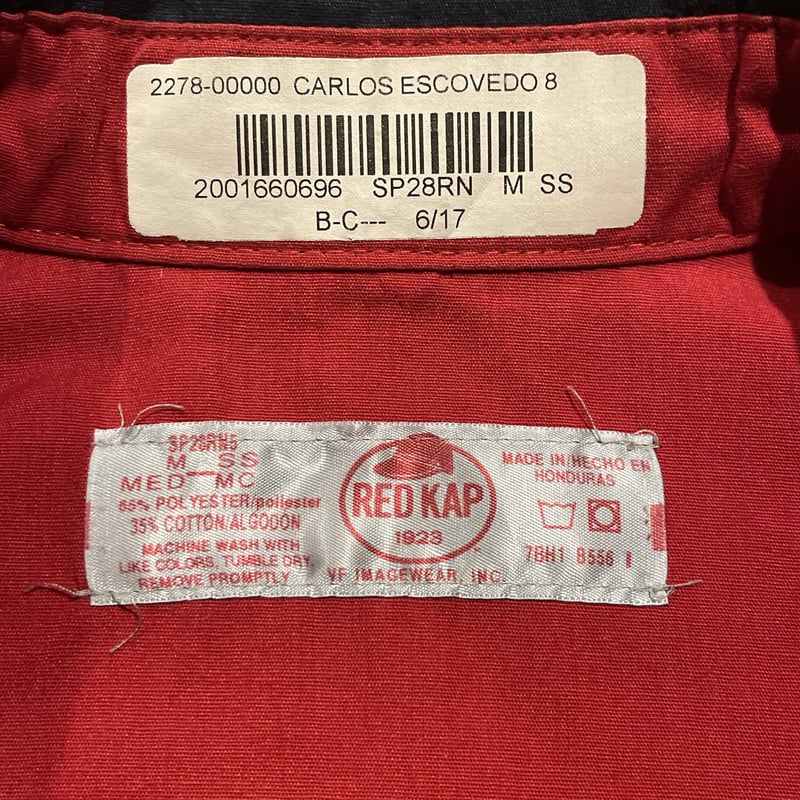 2278-00000 CARLOS ESCOVEDO 8
2001660696 SP28RN M SS
B-C--- 6/17
SP28RN5
M — SS
MED — MC
65% POLYESTER/poliester
35% COTTON/ALGODON
MACHINE WASH WITH
LIKE COLORS, TUMBLE DRY,
REMOVE PROMPTLY
RED KAP
1923
VF IMAGEWEAR, INC.
MADE IN/HECHO EN
HONDURAS
7BH1 8556